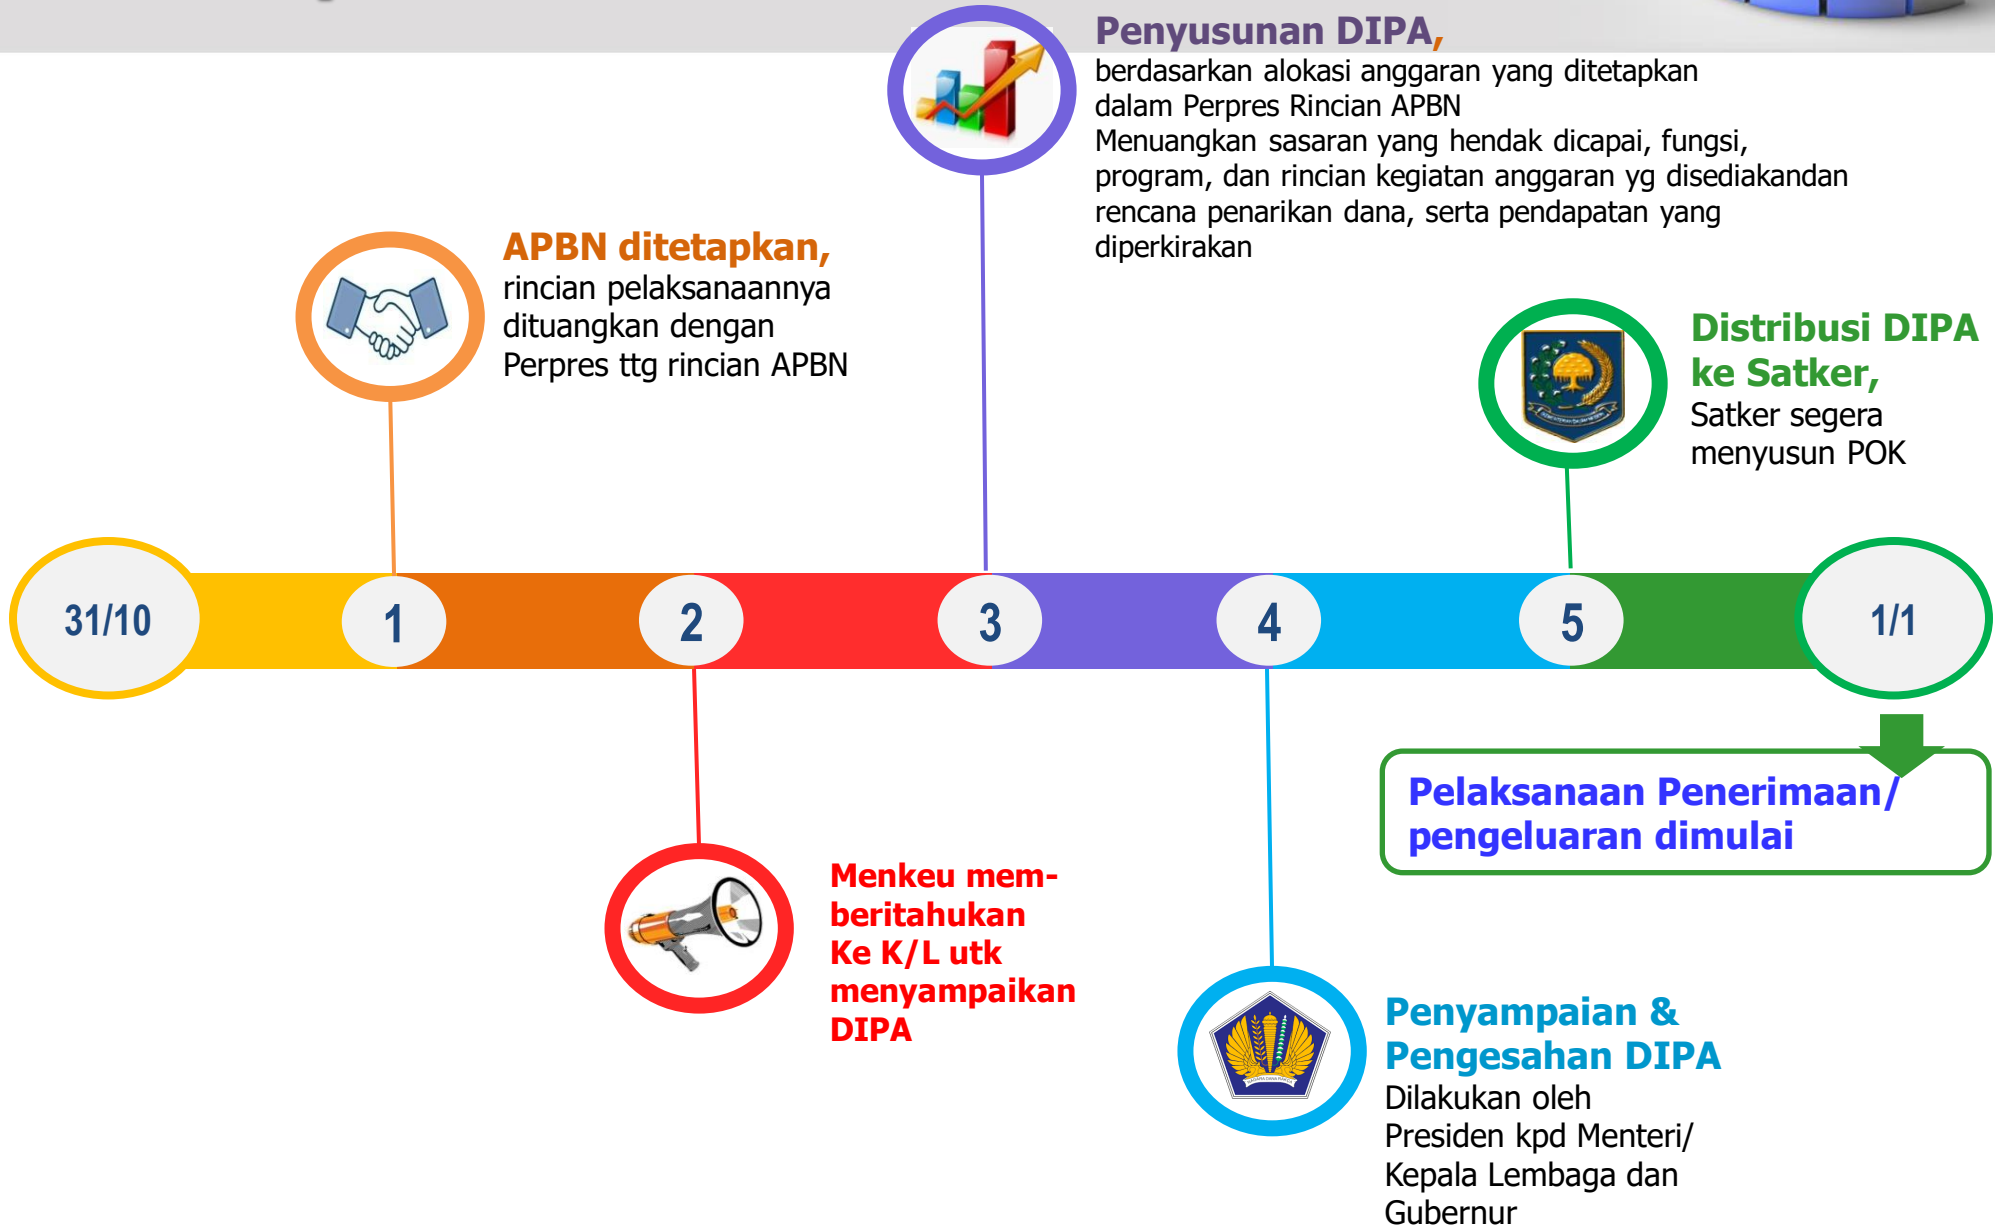 Penyusunan DIPA,
berdasarkan alokasi anggaran yang ditetapkan
dalam Perpres Rincian APBN
Menuangkan sasaran yang hendak dicapai, fungsi,
program, dan rincian kegiatan anggaran yg disediakandan
rencana penarikan dana, serta pendapatan yang
diperkirakan
APBN ditetapkan,
rincian pelaksanaannya
dituangkan dengan
Perpres ttg rincian APBN
Distribusi DIPA
ke Satker,
Satker segera
menyusun POK
31/10
1
2
3
4
5
1/1
Pelaksanaan Penerimaan/
pengeluaran dimulai
Menkeu mem-
beritahukan
Ke K/L utk
menyampaikan
DIPA
Penyampaian &
Pengesahan DIPA
Dilakukan oleh
Presiden kpd Menteri/
Kepala Lembaga dan
Gubernur